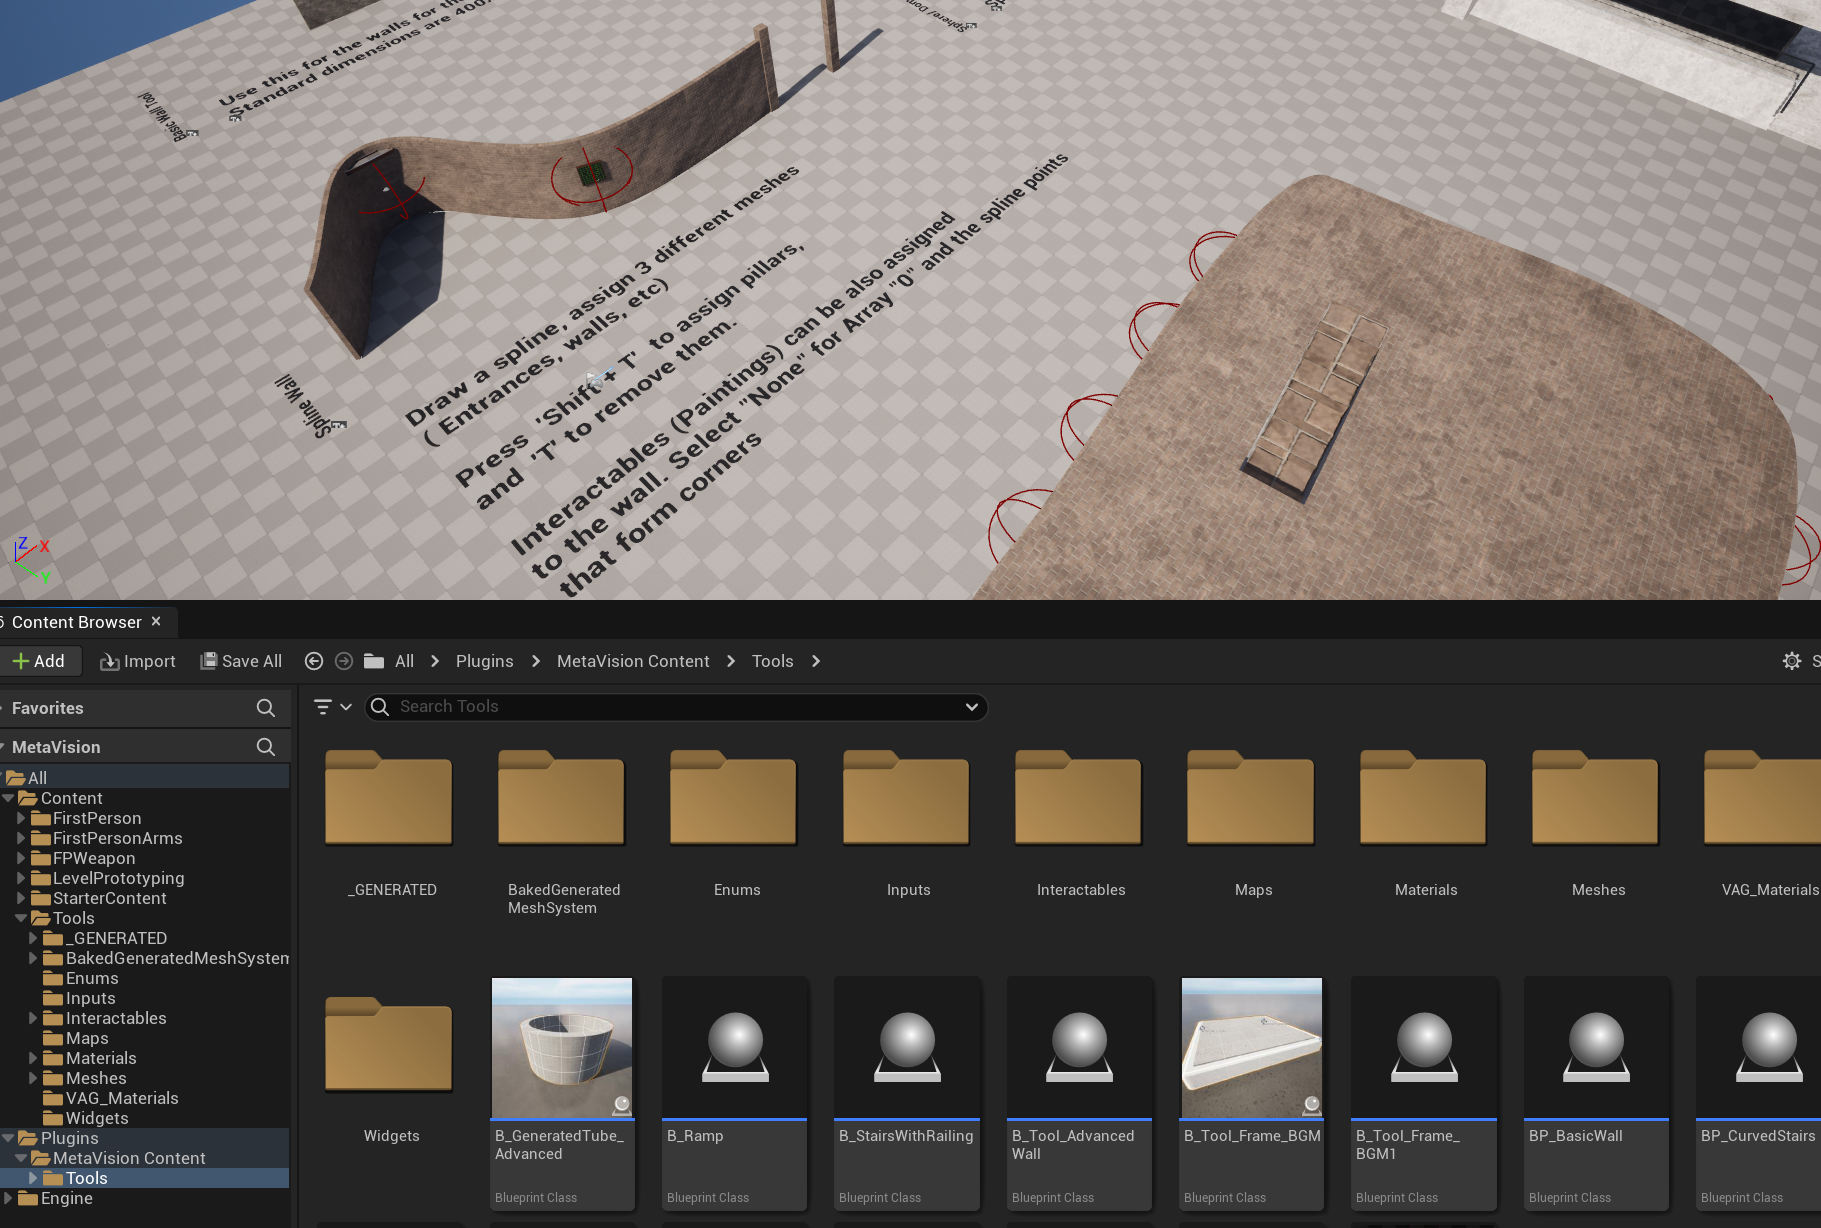 Use this for the walls for th
Standard dimensions are 400
Basic Wall Tool
Sphere/ Dom
Draw a spline, assign 3 different meshes
( Entrances, walls, etc)
Press 'Shift + T' to assign pillars,
and 'T' to remove them.
Interactables (Paintings) can be also assigned
to the wall. Select "None" for Array "0" and the spline points
that form corners
Spline Wall
Z
X
Y
Content Browser
Add
Import
Save All
All
Plugins
MetaVision Content
Tools
S
Favorites
Search Tools
MetaVision
All
Content
FirstPerson
FirstPersonArms
FPWeapon
LevelPrototyping
StarterContent
Tools
_GENERATED
BakedGeneratedMeshSystem
Enums
Inputs
Interactables
Maps
Materials
Meshes
VAG_Materials
Widgets
Plugins
MetaVision Content
Tools
Engine
_GENERATED
BakedGenerated
MeshSystem
Enums
Inputs
Interactables
Maps
Materials
Meshes
VAG_Materials
Widgets
B_GeneratedTube_
Advanced
Blueprint Class
B_Ramp
Blueprint Class
B_StairsWithRailing
Blueprint Class
B_Tool_Advanced
Wall
Blueprint Class
B_Tool_Frame_BGM
Blueprint Class
B_Tool_Frame_
BGM1
Blueprint Class
BP_BasicWall
Blueprint Class
BP_CurvedStairs
Blueprint Class